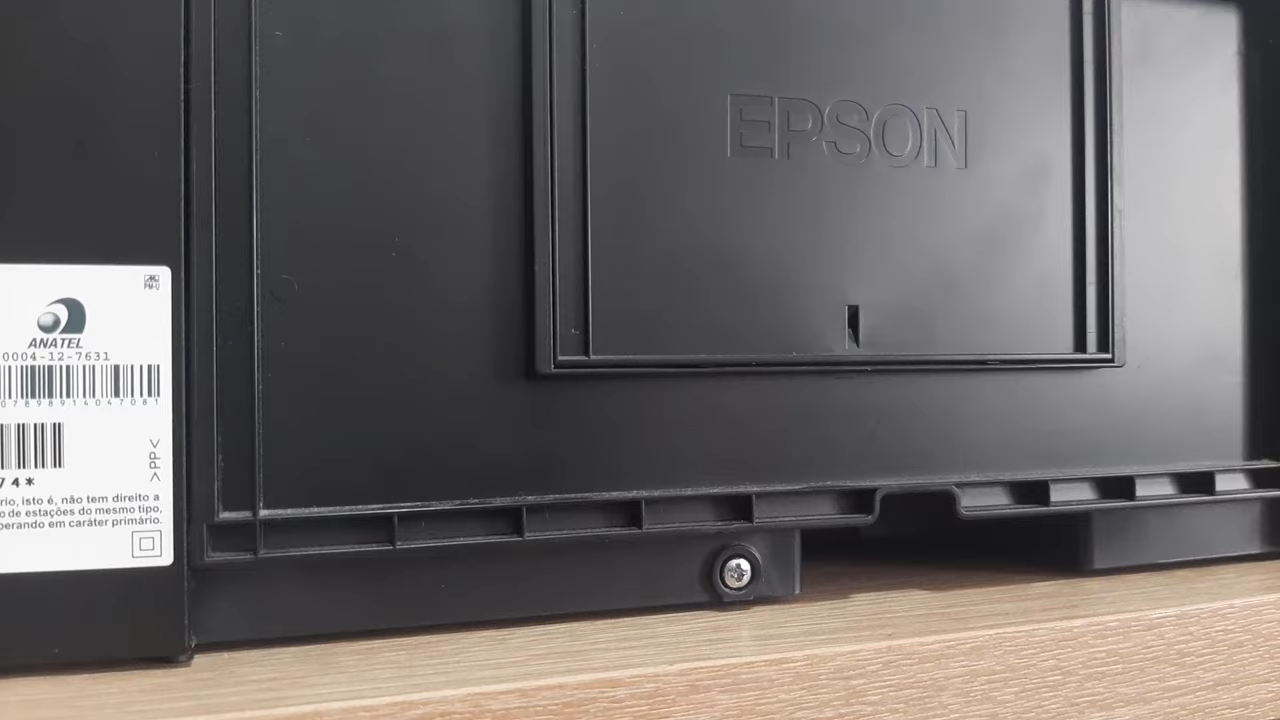 EPSON
PM-U
ANATEL
0004-12-7631
07898914047081
74*
>PP<
rio, isto é, não tem direito a
o de estações do mesmo tipo,
perando em caráter primário.